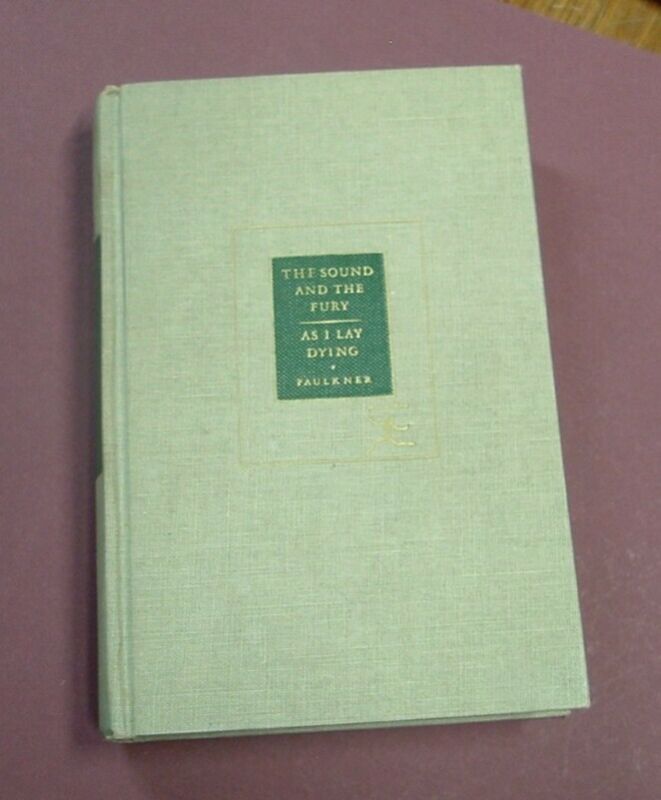 THE SOUND
AND THE
FURY
AS I LAY
DYING
FAULKNER